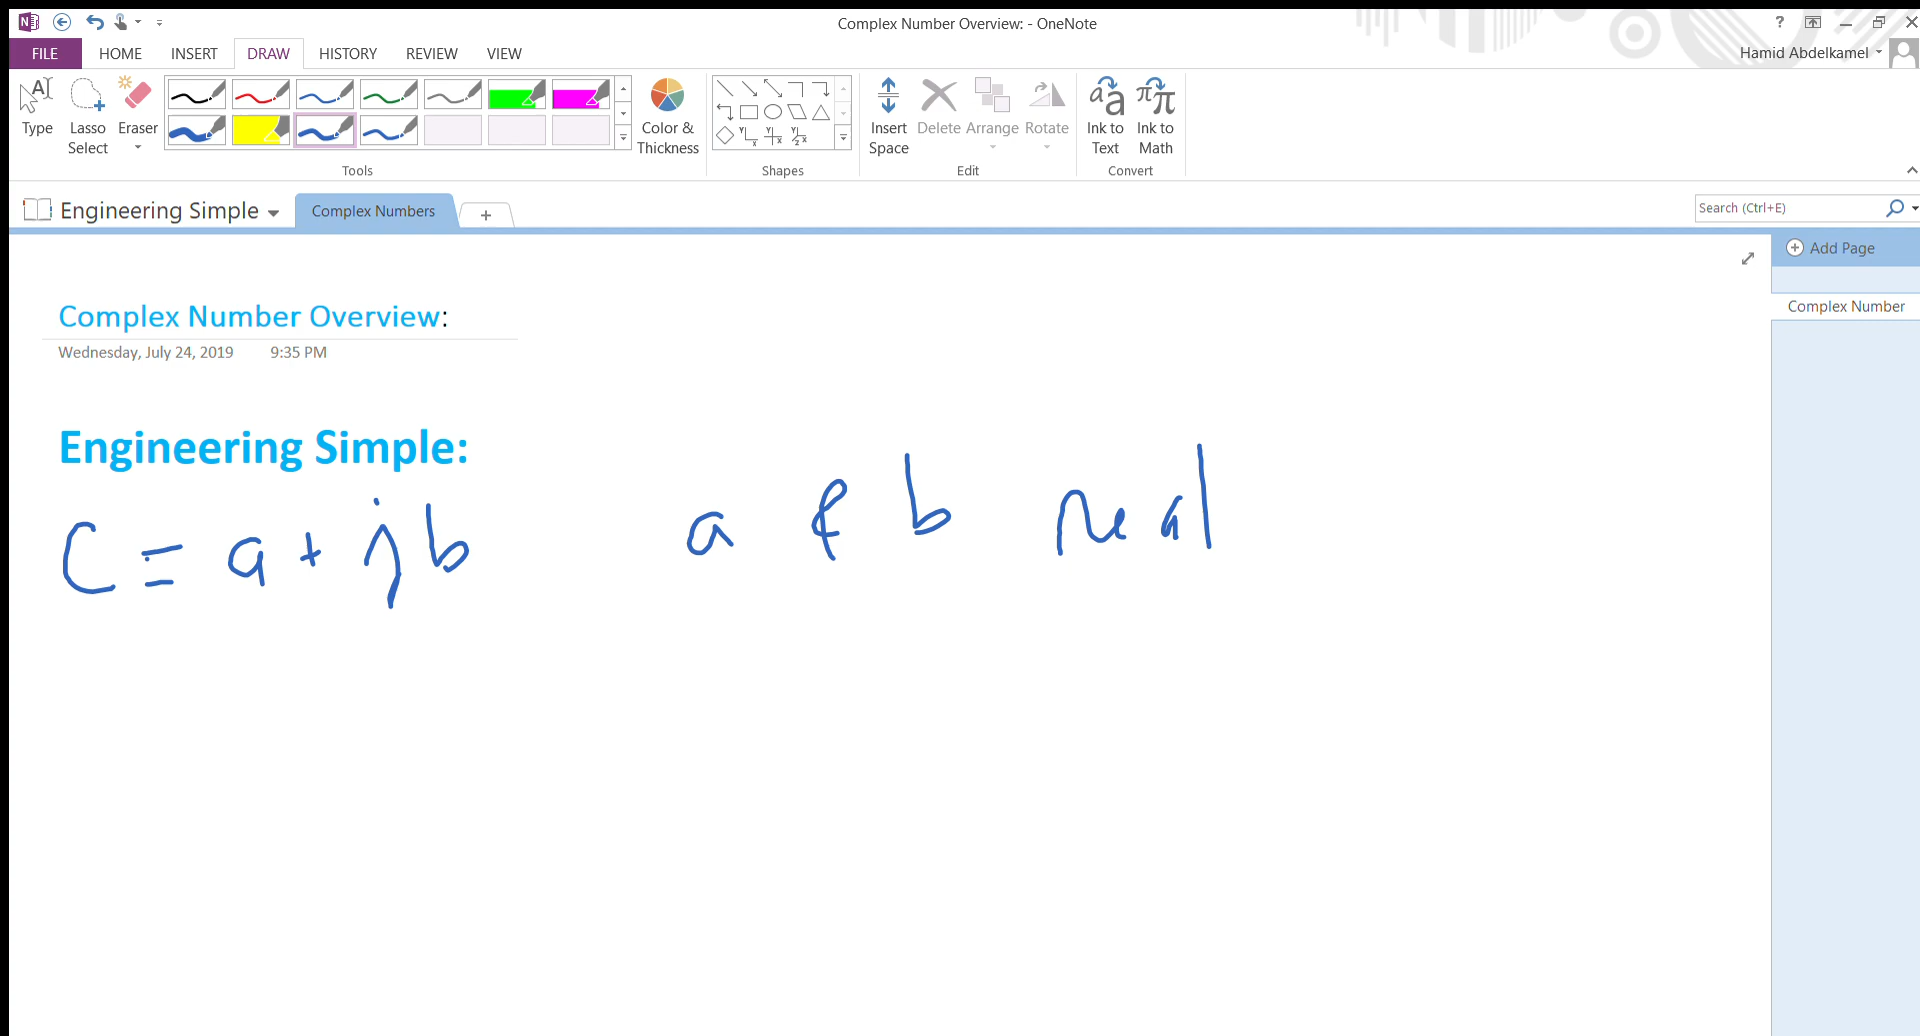 Complex Number Overview: - OneNote
FILE HOME INSERT DRAW HISTORY REVIEW VIEW
Hamid Abdelkamel
Type
Lasso Select
Eraser
Color & Thickness
Insert Space
Delete
Arrange
Rotate
Ink to Text
Ink to Math
Tools
Shapes
Edit
Convert
Engineering Simple
Complex Numbers
+
Search (Ctrl+E)
Add Page
Complex Number
Complex Number Overview:
Wednesday, July 24, 2019 9:35 PM
Engineering Simple:
C = a + jb a & b real